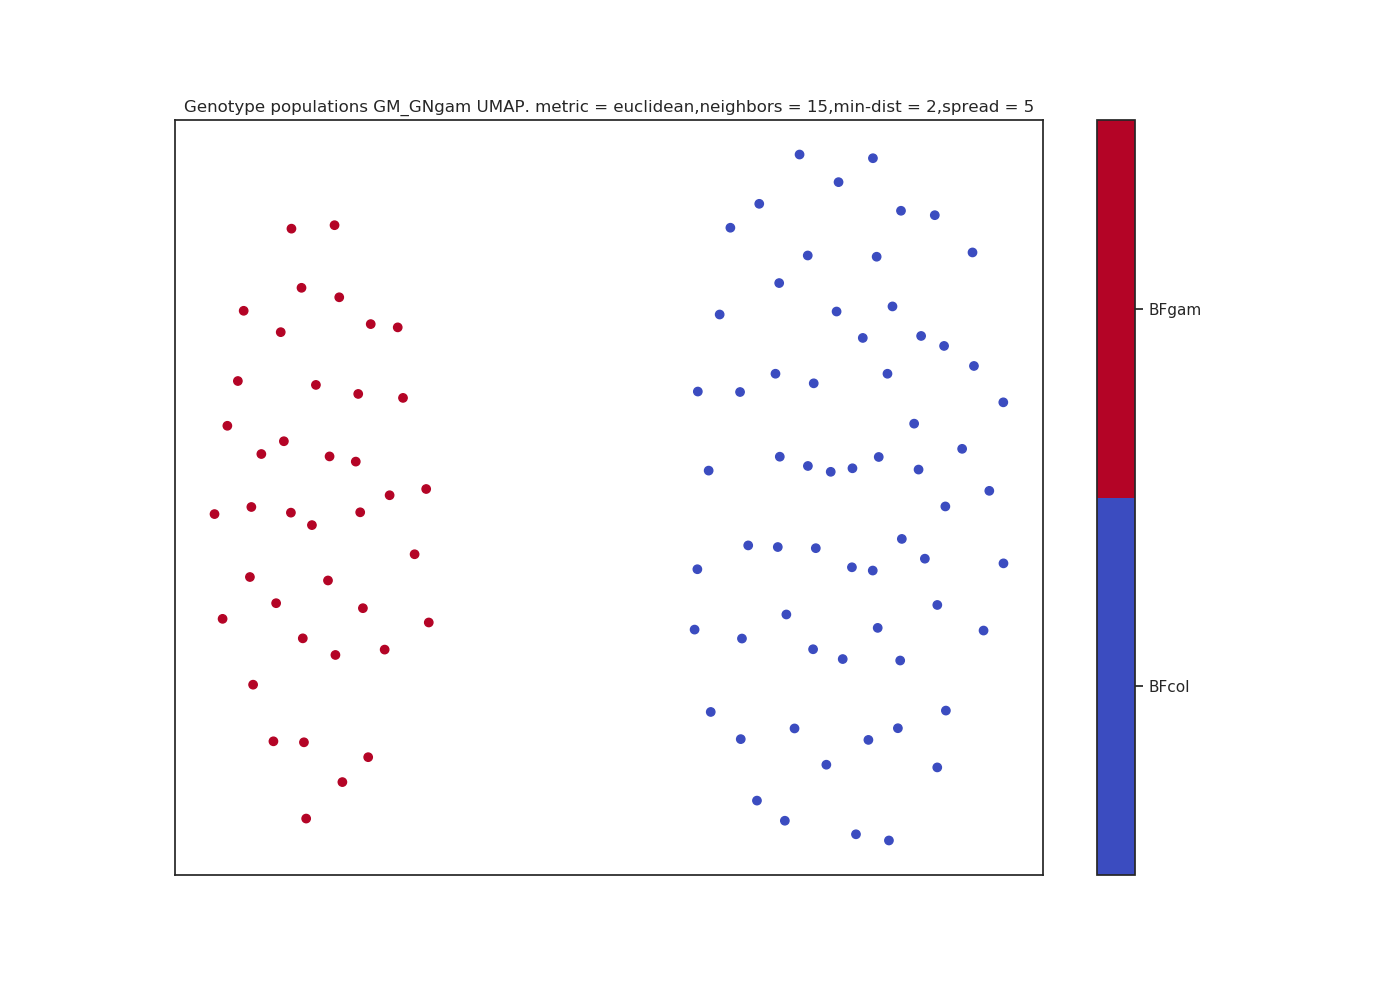 Genotype populations GM_GNgam UMAP. metric = euclidean,neighbors = 15,min-dist = 2,spread = 5
BFgam
BFcol